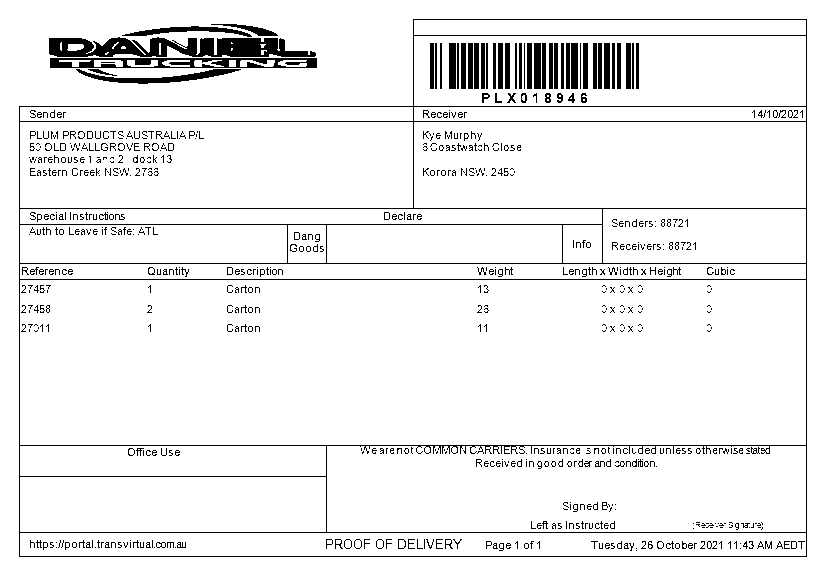 DANIEL
TRUCKING
PLX018946
Sender
Receiver 14/10/2021
PLUM PRODUCTS AUSTRALIA P/L
50 OLD WALLGROVE ROAD
warehouse 1 and 2 dock 13
Eastern Creek NSW. 2766
Kye Murphy
Coastwatch Close
Korora NSW. 2450
Special Instructions Declare
Auth to Leave if Safe: ATL
Dang
Goods
Info
Senders: 88721
Receivers: 88721
Reference Quantity Description Weight Length x Width x Height Cubic
27457 1 Carton 13 0 x 0 x 0 0
27458 2 Carton 26 0 x 0 x 0 0
27011 1 Carton 11 0 x 0 x 0 0
Office Use
We are not COMMON CARRIERS. Insurance is not included unless otherwise stated
Received in good order and condition.
Signed By:
Left as Instructed (Receiver Signature)
https://portal.transvirtual.com.au PROOF OF DELIVERY Page 1 of 1 Tuesday, 26 October 2021 11:43 AM AEDT